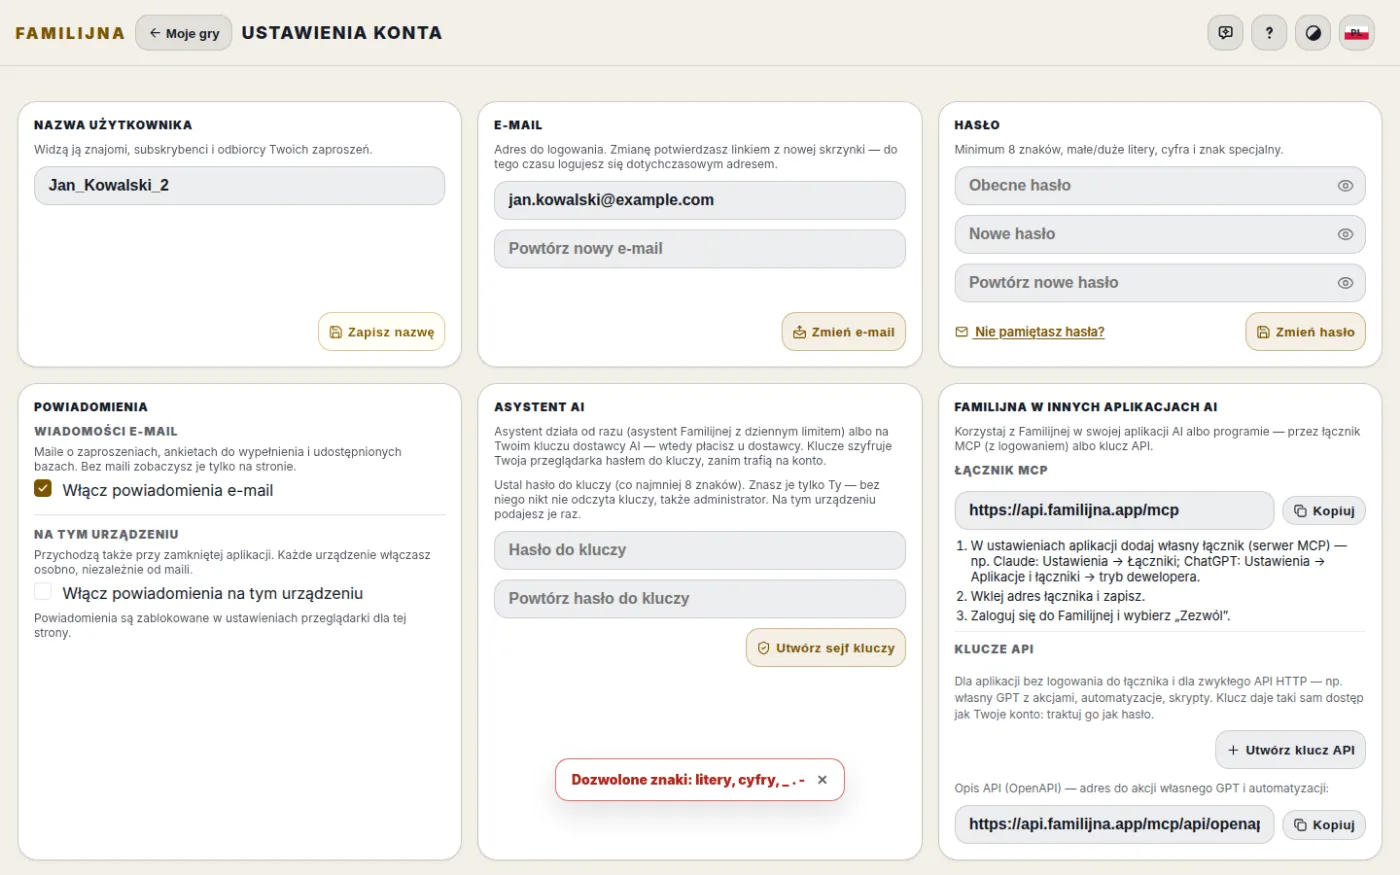 FAMILIJNA
Moje gry
USTAWIENIA KONTA
?
PL
NAZWA UŻYTKOWNIKA
Widzą ją znajomi, subskrybenci i odbiorcy Twoich zaproszeń.
Jan_Kowalski_2
Zapisz nazwę
E-MAIL
Adres do logowania. Zmianę potwierdzasz linkiem z nowej skrzynki — do
tego czasu logujesz się dotychczasowym adresem.
jan.kowalski@example.com
Powtórz nowy e-mail
Zmień e-mail
HASŁO
Minimum 8 znaków, małe/duże litery, cyfra i znak specjalny.
Obecne hasło
Nowe hasło
Powtórz nowe hasło
Nie pamiętasz hasła?
Zmień hasło
POWIADOMIENIA
WIADOMOŚCI E-MAIL
Maile o zaproszeniach, ankietach do wypełnienia i udostępnionych
bazach. Bez maili zobaczysz je tylko na stronie.
Włącz powiadomienia e-mail
NA TYM URZĄDZENIU
Przychodzą także przy zamkniętej aplikacji. Każde urządzenie włączasz
osobno, niezależnie od maili.
Włącz powiadomienia na tym urządzeniu
Powiadomienia są zablokowane w ustawieniach przeglądarki dla tej
strony.
ASYSTENT AI
Asystent działa od razu (asystent Familijnej z dziennym limitem) albo na
Twoim kluczu dostawcy AI — wtedy płacisz u dostawcy. Klucze szyfruje
Twoja przeglądarka hasłem do kluczy, zanim trafią na konto.
Ustal hasło do kluczy (co najmniej 8 znaków). Znasz je tylko Ty — bez
niego nikt nie odczyta kluczy, także administrator. Na tym urządzeniu
podajesz je raz.
Hasło do kluczy
Powtórz hasło do kluczy
Utwórz sejf kluczy
Dozwolone znaki: litery, cyfry, _ . -
FAMILIJNA W INNYCH APLIKACJACH AI
Korzystaj z Familijnej w swojej aplikacji AI albo programie — przez łącznik
MCP (z logowaniem) albo klucz API.
ŁĄCZNIK MCP
https://api.familijna.app/mcp
Kopiuj
1. W ustawieniach aplikacji dodaj własny łącznik (serwer MCP) —
np. Claude: Ustawienia → Łączniki; ChatGPT: Ustawienia →
Aplikacje i łączniki → tryb dewelopera.
2. Wklej adres łącznika i zapisz.
3. Zaloguj się do Familijnej i wybierz „Zezwól”.
KLUCZE API
Dla aplikacji bez logowania do łącznika i dla zwykłego API HTTP — np.
własny GPT z akcjami, automatyzacje, skrypty. Klucz daje taki sam dostęp
jak Twoje konto: traktuj go jak hasło.
+ Utwórz klucz API
Opis API (OpenAPI) — adres do akcji własnego GPT i automatyzacji:
https://api.familijna.app/mcp/api/openap
Kopiuj